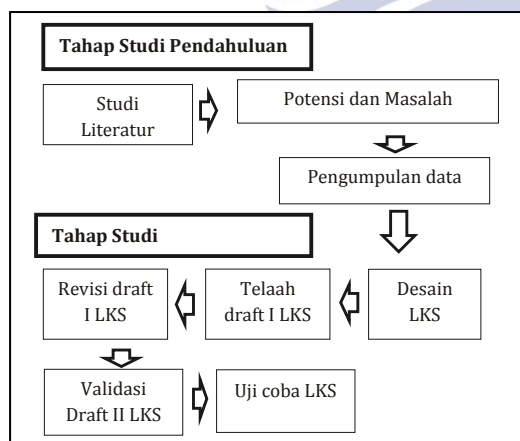 Tahap Studi Pendahuluan
Studi
Literatur
Potensi dan Masalah
Pengumpulan data
Tahap Studi
Revisi draft
I LKS
Telaah
draft I LKS
Desain
LKS
Validasi
Draft II LKS
Uji coba LKS